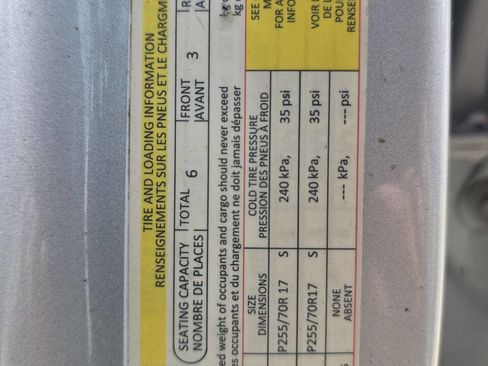 TIRE AND LOADING INFORMATION
RENSEIGNEMENTS SUR LES PNEUS ET LE CHARGM
SEATING CAPACITY TOTAL 6 FRONT 3
NOMBRE DE PLACES AVANT
ed weight of occupants and cargo should never exceed
es occupants et du chargement ne doit jamais dépasser
SIZE COLD TIRE PRESSURE
DIMENSIONS PRESSION DES PNEUS À FROID
P255/70R 17 S 240 kPa, 35 psi
P255/70R17 S 240 kPa, 35 psi
NONE --- kPa, ---psi
ABSENT
SEE
FOR A
INFO
VOIR
DE L
POU
RENSE